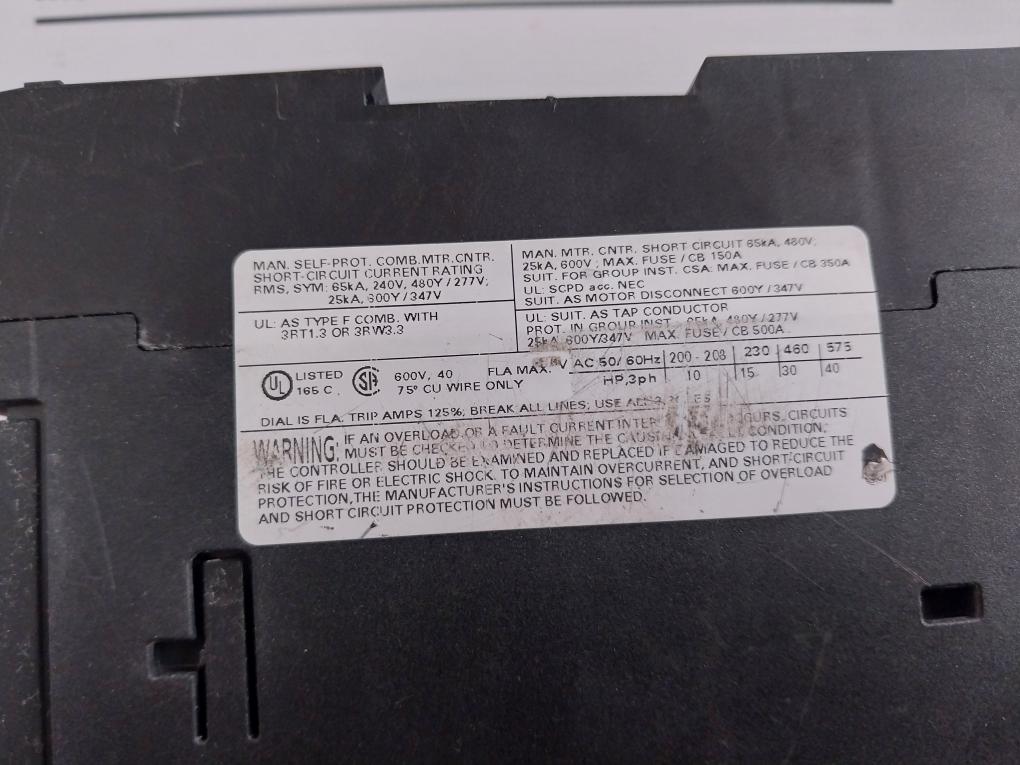 MAN. SELF-PROT. COMB.MTR.CNTR.
SHORT-CIRCUIT CURRENT RATING
RMS, SYM: 65kA, 240V, 480Y / 277V;
25kA, 600Y / 347V
UL: AS TYPE F COMB. WITH
3RT1.3 OR 3RW3.3
MAN. MTR. CNTR. SHORT CIRCUIT 65kA, 480V;
25kA, 600V ; MAX. FUSE / CB 150A
SUIT. FOR GROUP INST. CSA: MAX. FUSE / CB 350A
UL: SCPD acc. NEC
SUIT. AS MOTOR DISCONNECT 600Y / 347V
UL: SUIT. AS TAP CONDUCTOR
PROT. IN GROUP INST. 65kA, 480Y / 277V
25kA, 600Y/347V MAX. FUSE / CB 500A
UL LISTED
165 C
SA
600V, 40
75° CU WIRE ONLY
FLA MAX.
V AC 50/ 60Hz 200 - 208 230 460 575
HP,3ph 10 15 30 40
DIAL IS FLA, TRIP AMPS 125%; BREAK ALL LINES; USE
WARNING: IF AN OVERLOAD OR A FAULT CURRENT CIRCUITS
MUST BE CHECKED TO DETERMINE THE CONDITION.
THE CONTROLLER SHOULD BE EXAMINED AND REPLACED IF DAMAGED TO REDUCE THE
RISK OF FIRE OR ELECTRIC SHOCK. TO MAINTAIN OVERCURRENT, AND SHORT-CIRCUIT
PROTECTION, THE MANUFACTURER'S INSTRUCTIONS FOR SELECTION OF OVERLOAD
AND SHORT CIRCUIT PROTECTION MUST BE FOLLOWED.